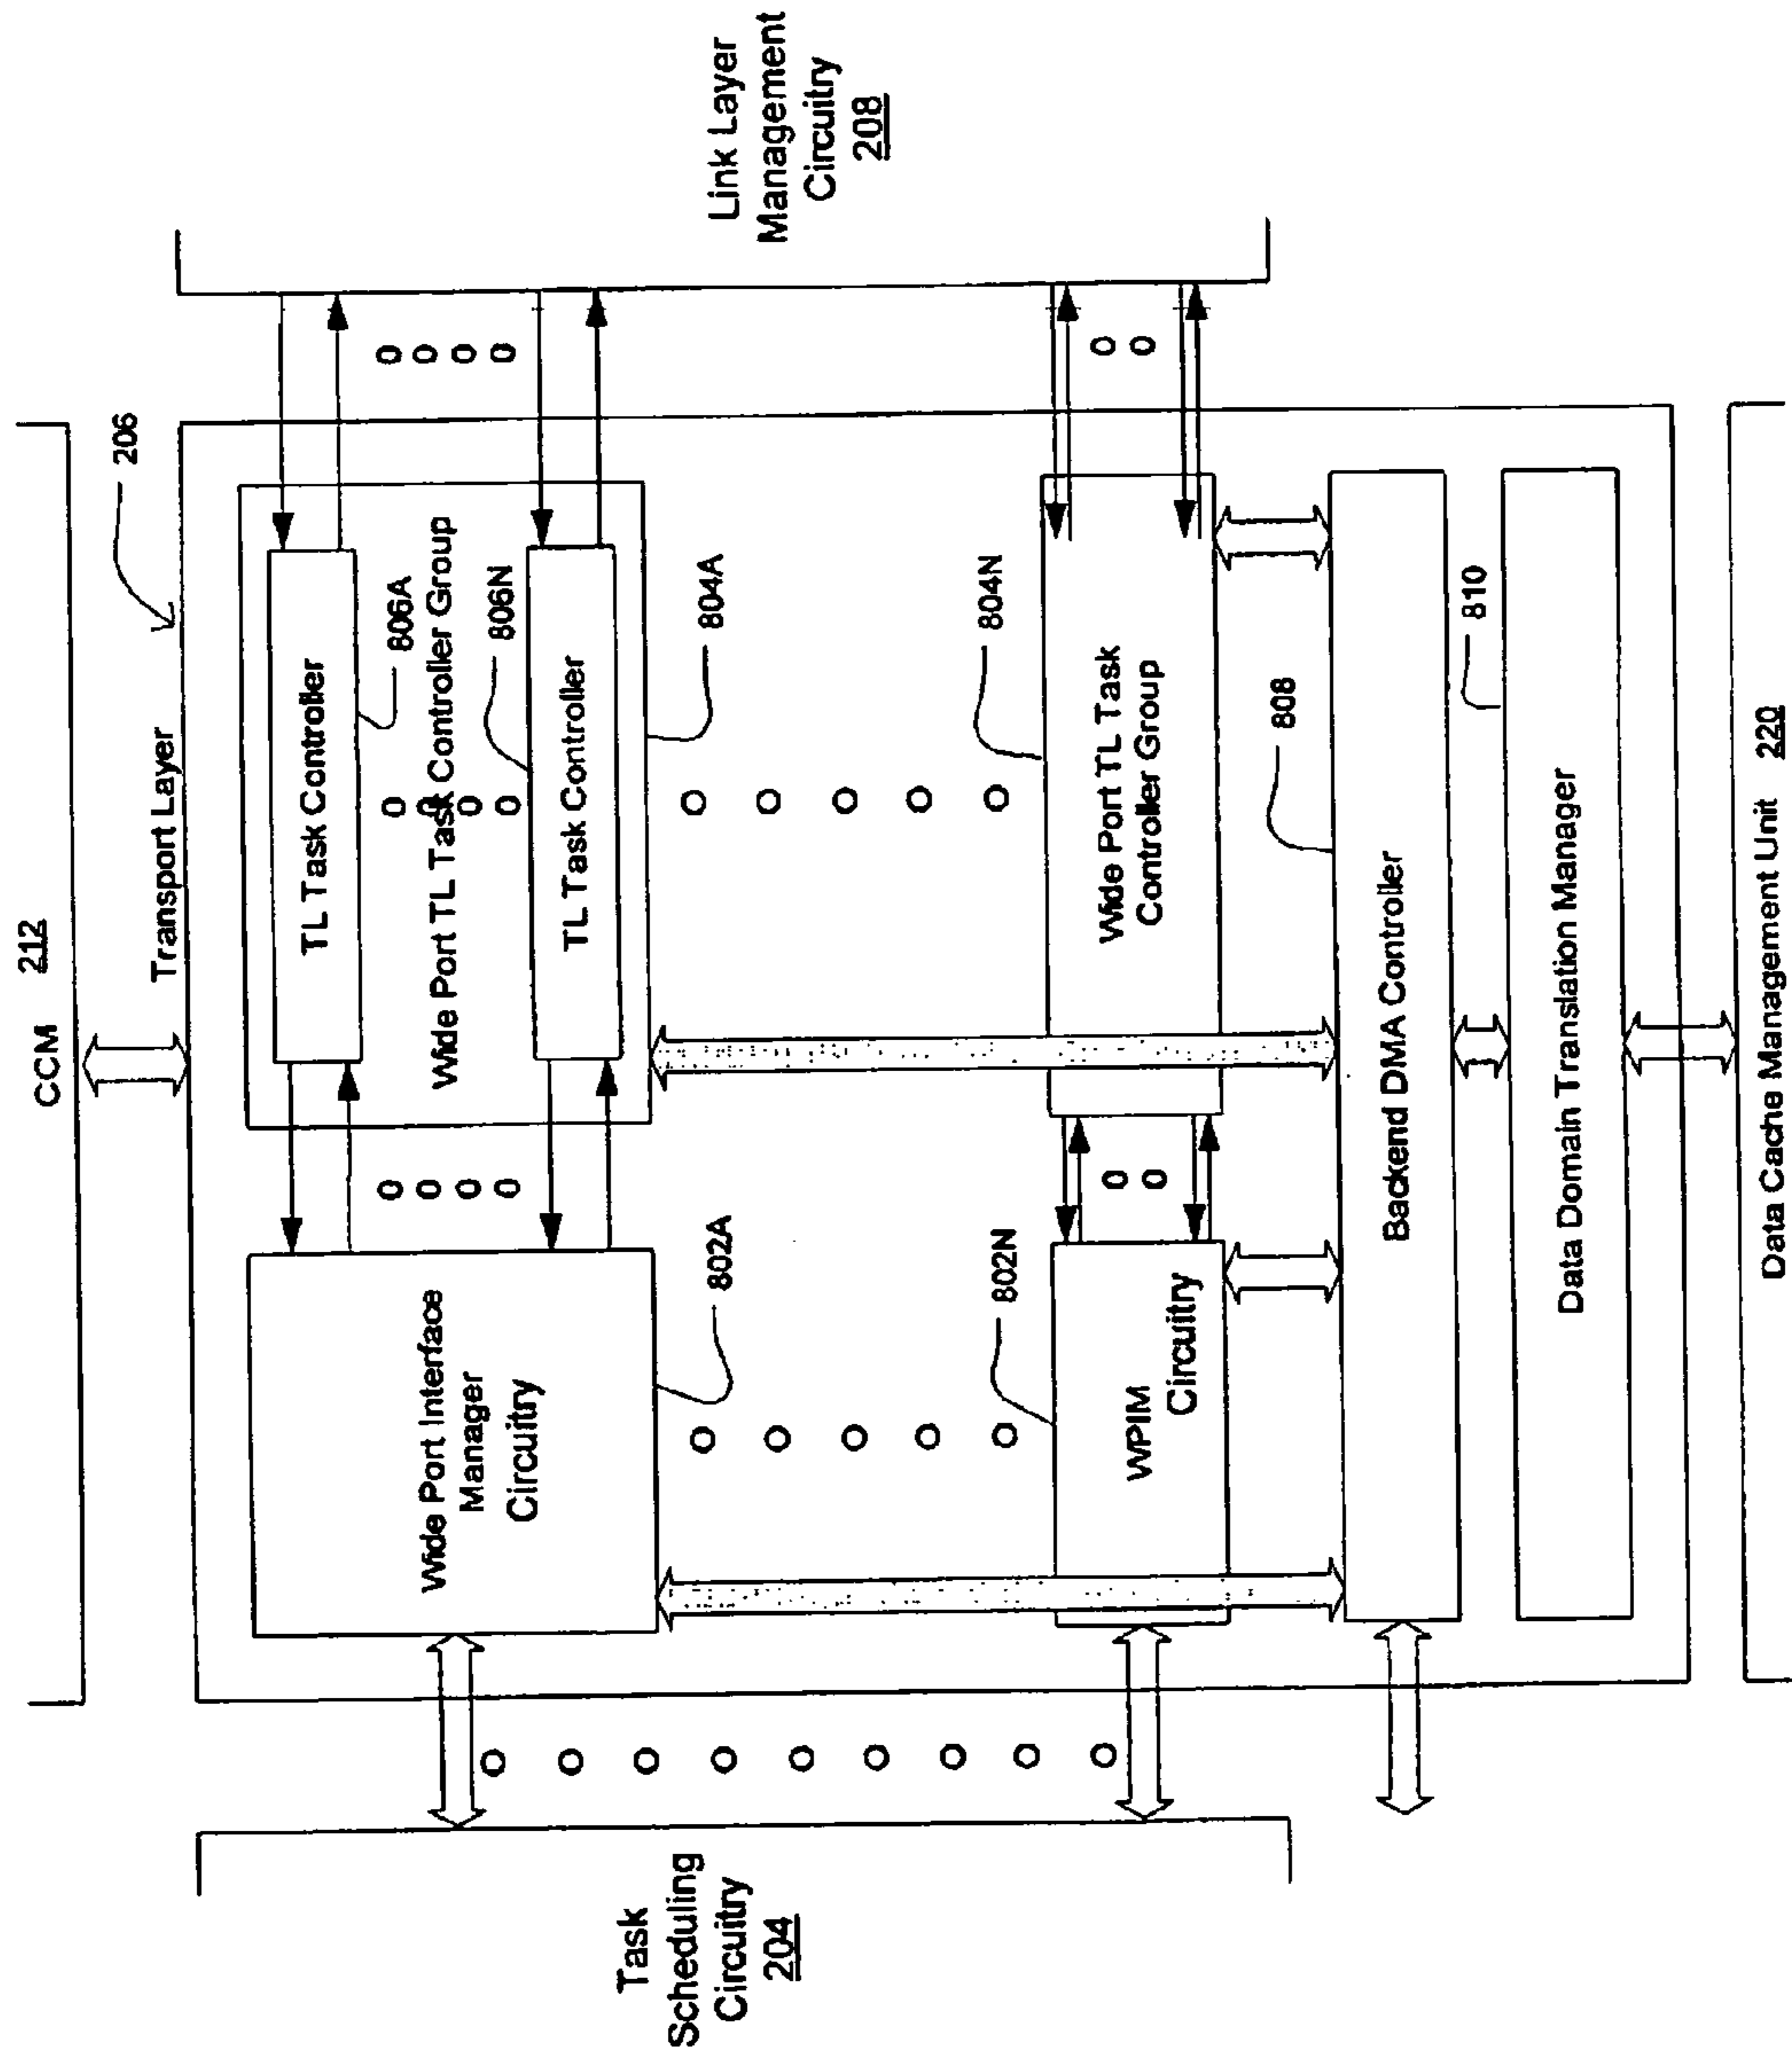 CCM
212
Transport Layer
206
Task
Scheduling
Circuitry
204
Wide Port Interface
Manager
Circuitry
802A
TL Task Controller
806A
Wide Port TL Task Controller Group
806N
TL Task Controller
804A
Link Layer
Management
Circuitry
208
WPIM
Circuitry
802N
Wide Port TL Task
Controller Group
804N
808
Backend DMA Controller
810
Data Domain Translation Manager
Data Cache Management Unit 220